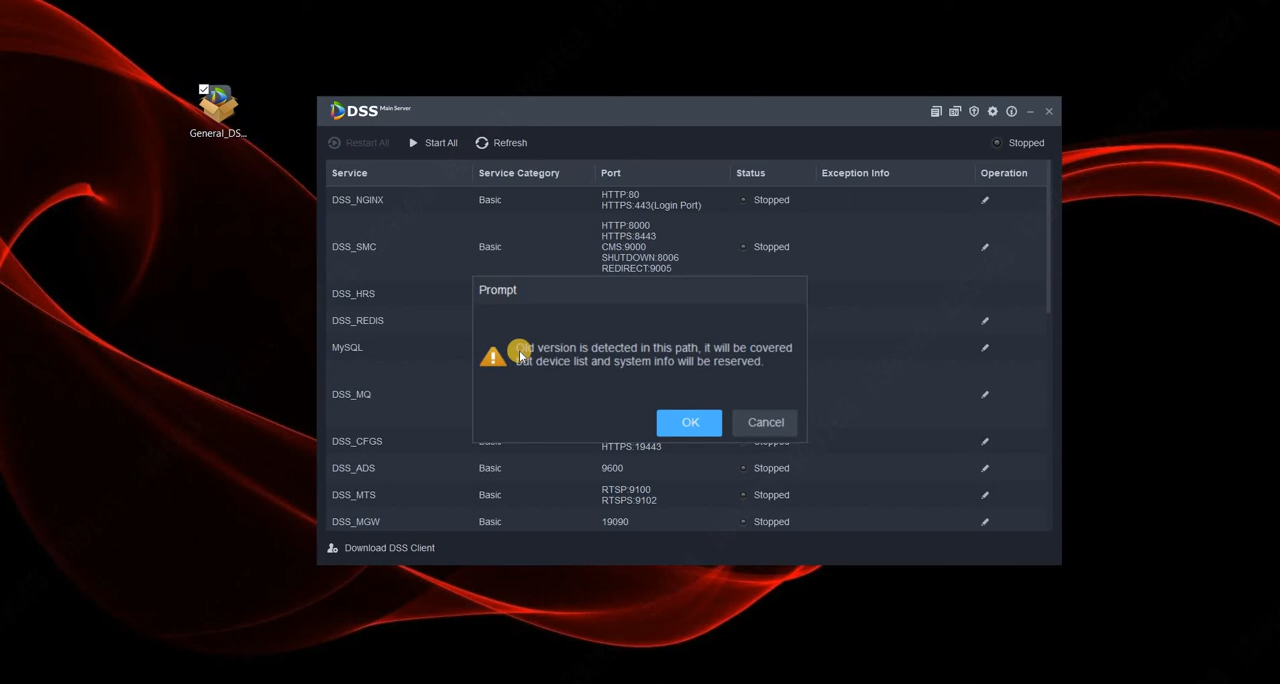 General_DS...
DSS Main Server
Restart All
Start All
Refresh
Stopped
Service
Service Category
Port
Status
Exception Info
Operation
DSS_NGINX
Basic
HTTP:80
HTTPS:443(Login Port)
Stopped
DSS_SMC
Basic
HTTP:8000
HTTPS:8443
CMS:9000
SHUTDOWN:8006
REDIRECT:9005
Stopped
DSS_HRS
DSS_REDIS
MySQL
DSS_MQ
Prompt
Old version is detected in this path, it will be covered
but device list and system info will be reserved.
OK
Cancel
DSS_CFGS
HTTPS:19443
DSS_ADS
Basic
9600
Stopped
DSS_MTS
Basic
RTSP:9100
RTSPS:9102
Stopped
DSS_MGW
Basic
19090
Stopped
Download DSS Client